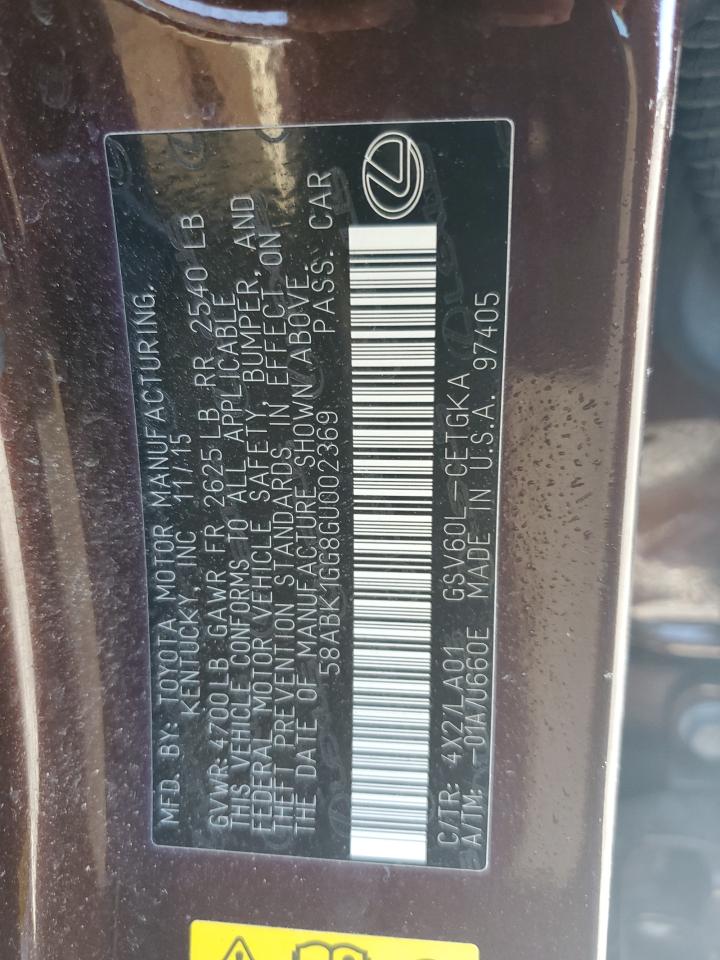 MFD. BY: TOYOTA MOTOR MANUFACTURING,
KENTUCKY, INC 11/15
GVWR: 4700 LB GAWR FR 2625 LB RR 2540 LB
THIS VEHICLE CONFORMS TO ALL APPLICABLE
FEDERAL MOTOR VEHICLE SAFETY, BUMPER, AND
THEFT PREVENTION STANDARDS IN EFFECT ON
THE DATE OF MANUFACTURE SHOWN ABOVE.
58ABK1GG8GU002369 PASS. CAR
C/TR: 4X2/LA01 GSV60L-CETGKA
A/TM: -01A/U660E MADE IN U.S.A. 97405